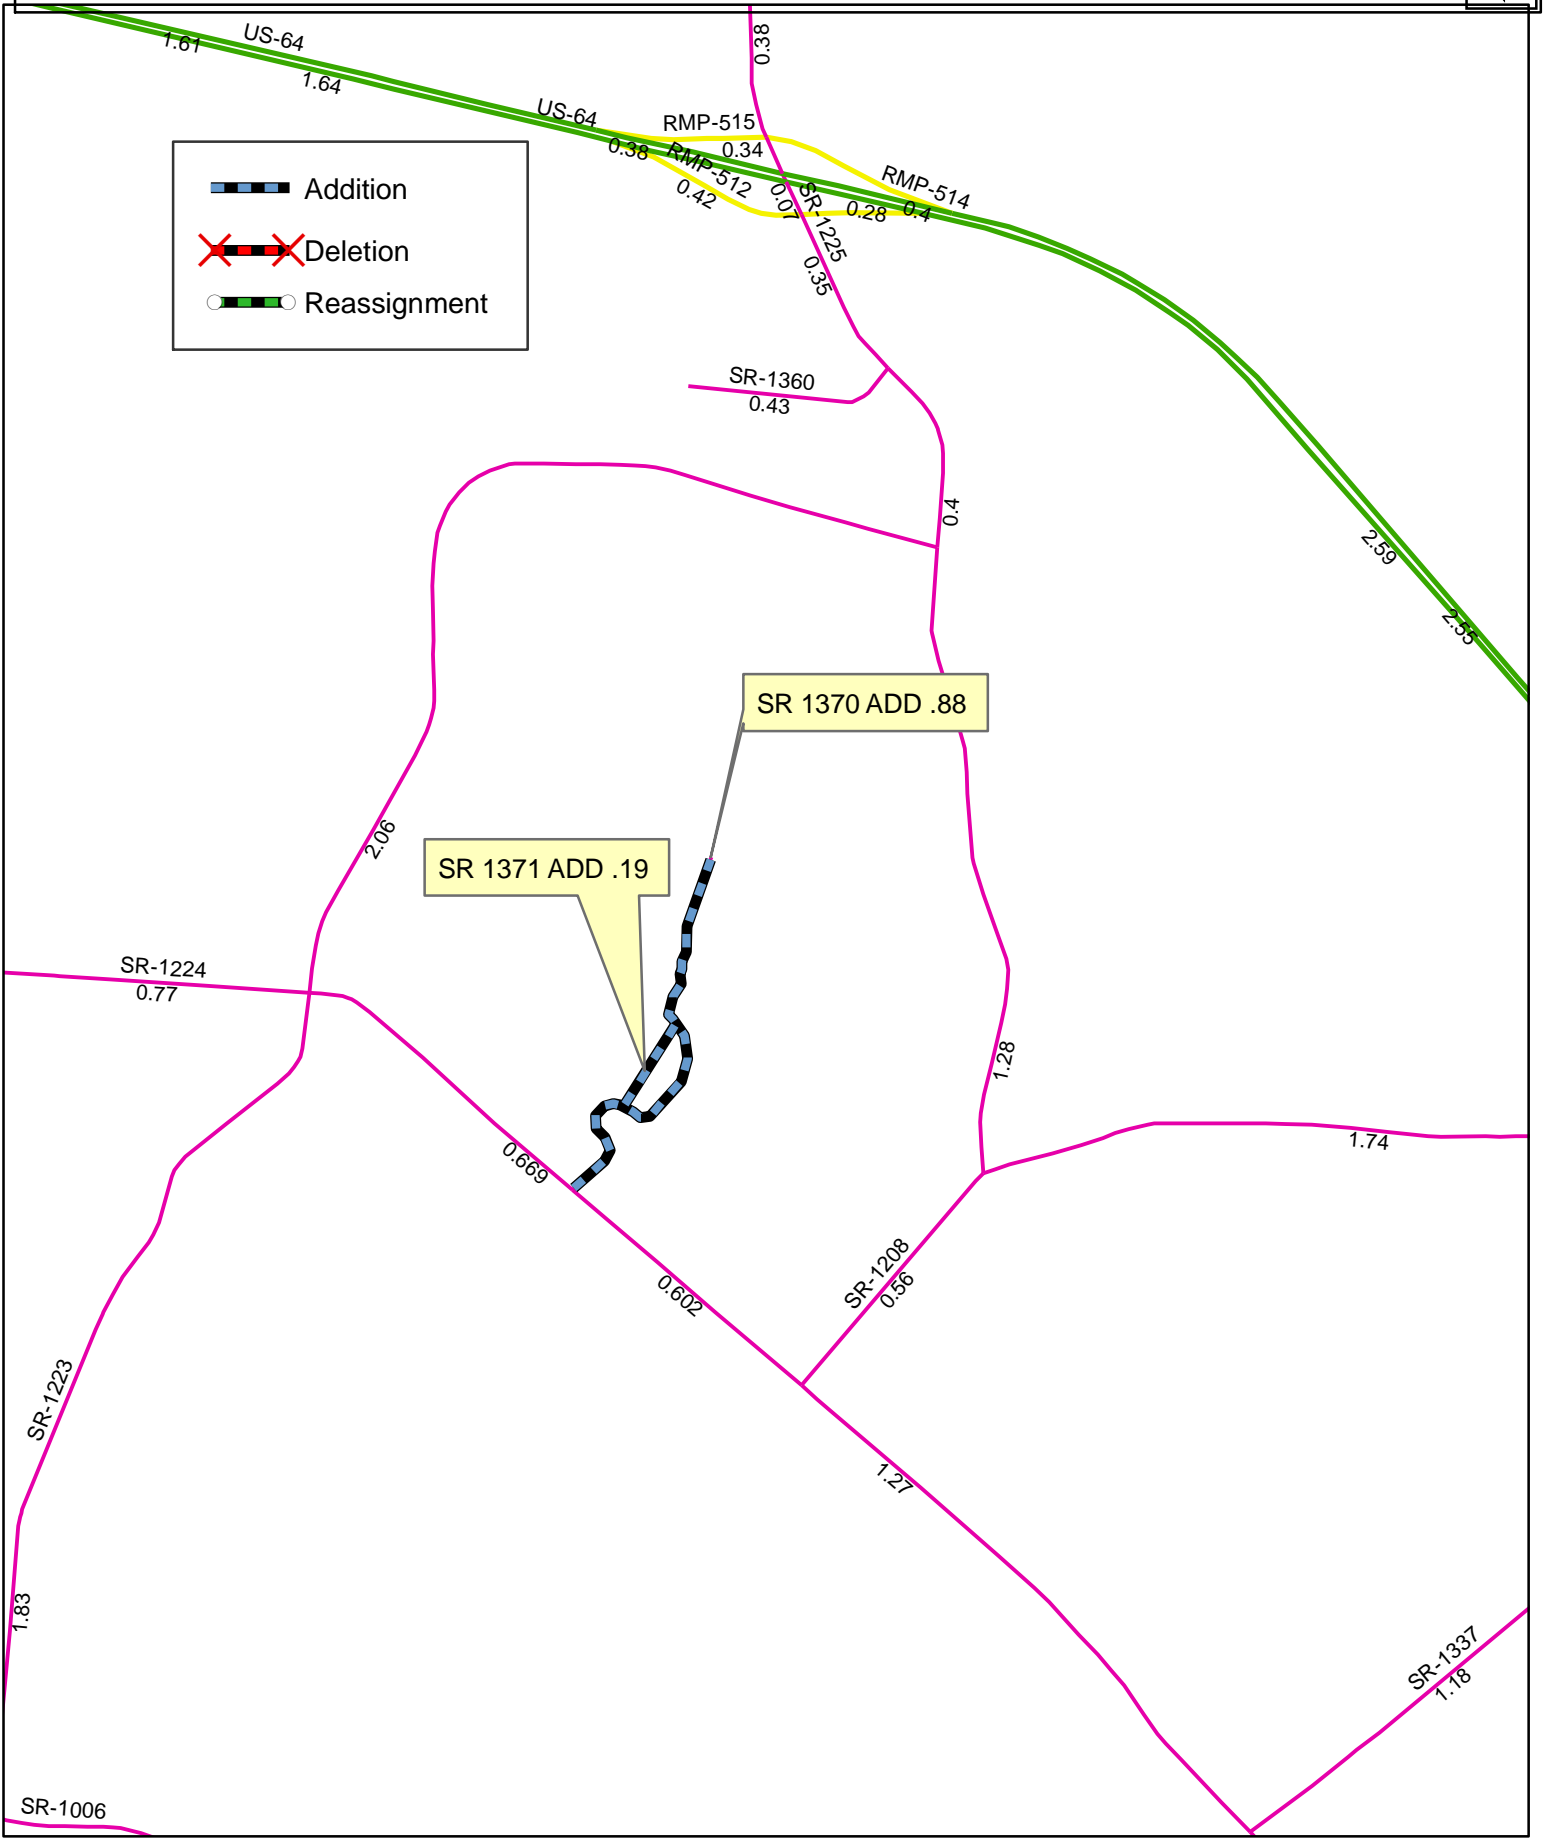 0.38
US-64
1.61
1.64
US-64
RMP-515
0.38
0.34
RMP-512
0.42
RMP-514
0.07
SR-1225
0.28
0.4
0.35
Addition
Deletion
Reassignment
SR-1360
0.43
0.4
2.59
2.55
SR 1370 ADD .88
2.06
SR 1371 ADD .19
SR-1224
0.77
1.28
0.669
1.74
SR-1208
0.56
0.602
SR-1223
1.27
1.83
SR-1337
1.18
SR-1006